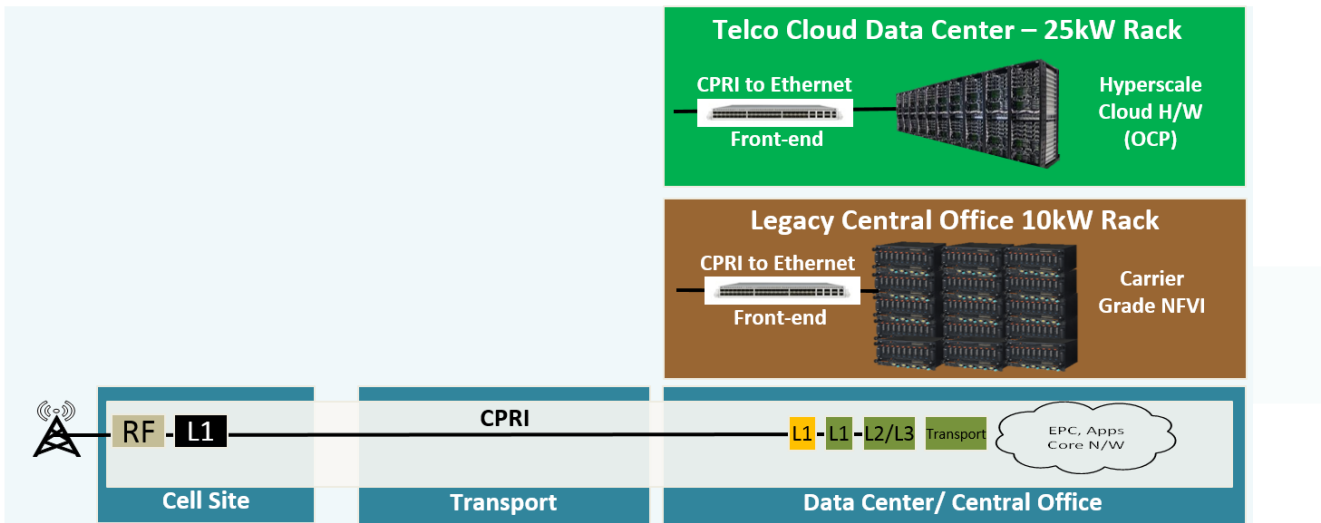 Telco Cloud Data Center – 25kW Rack
CPRI to Ethernet
Front-end
Hyperscale
Cloud H/W
(OCP)
Legacy Central Office 10kW Rack
CPRI to Ethernet
Front-end
Carrier
Grade NFVI
RF
L1
CPRI
L1
L1
L2/L3
Transport
EPC, Apps
Core N/W
Cell Site
Transport
Data Center/ Central Office